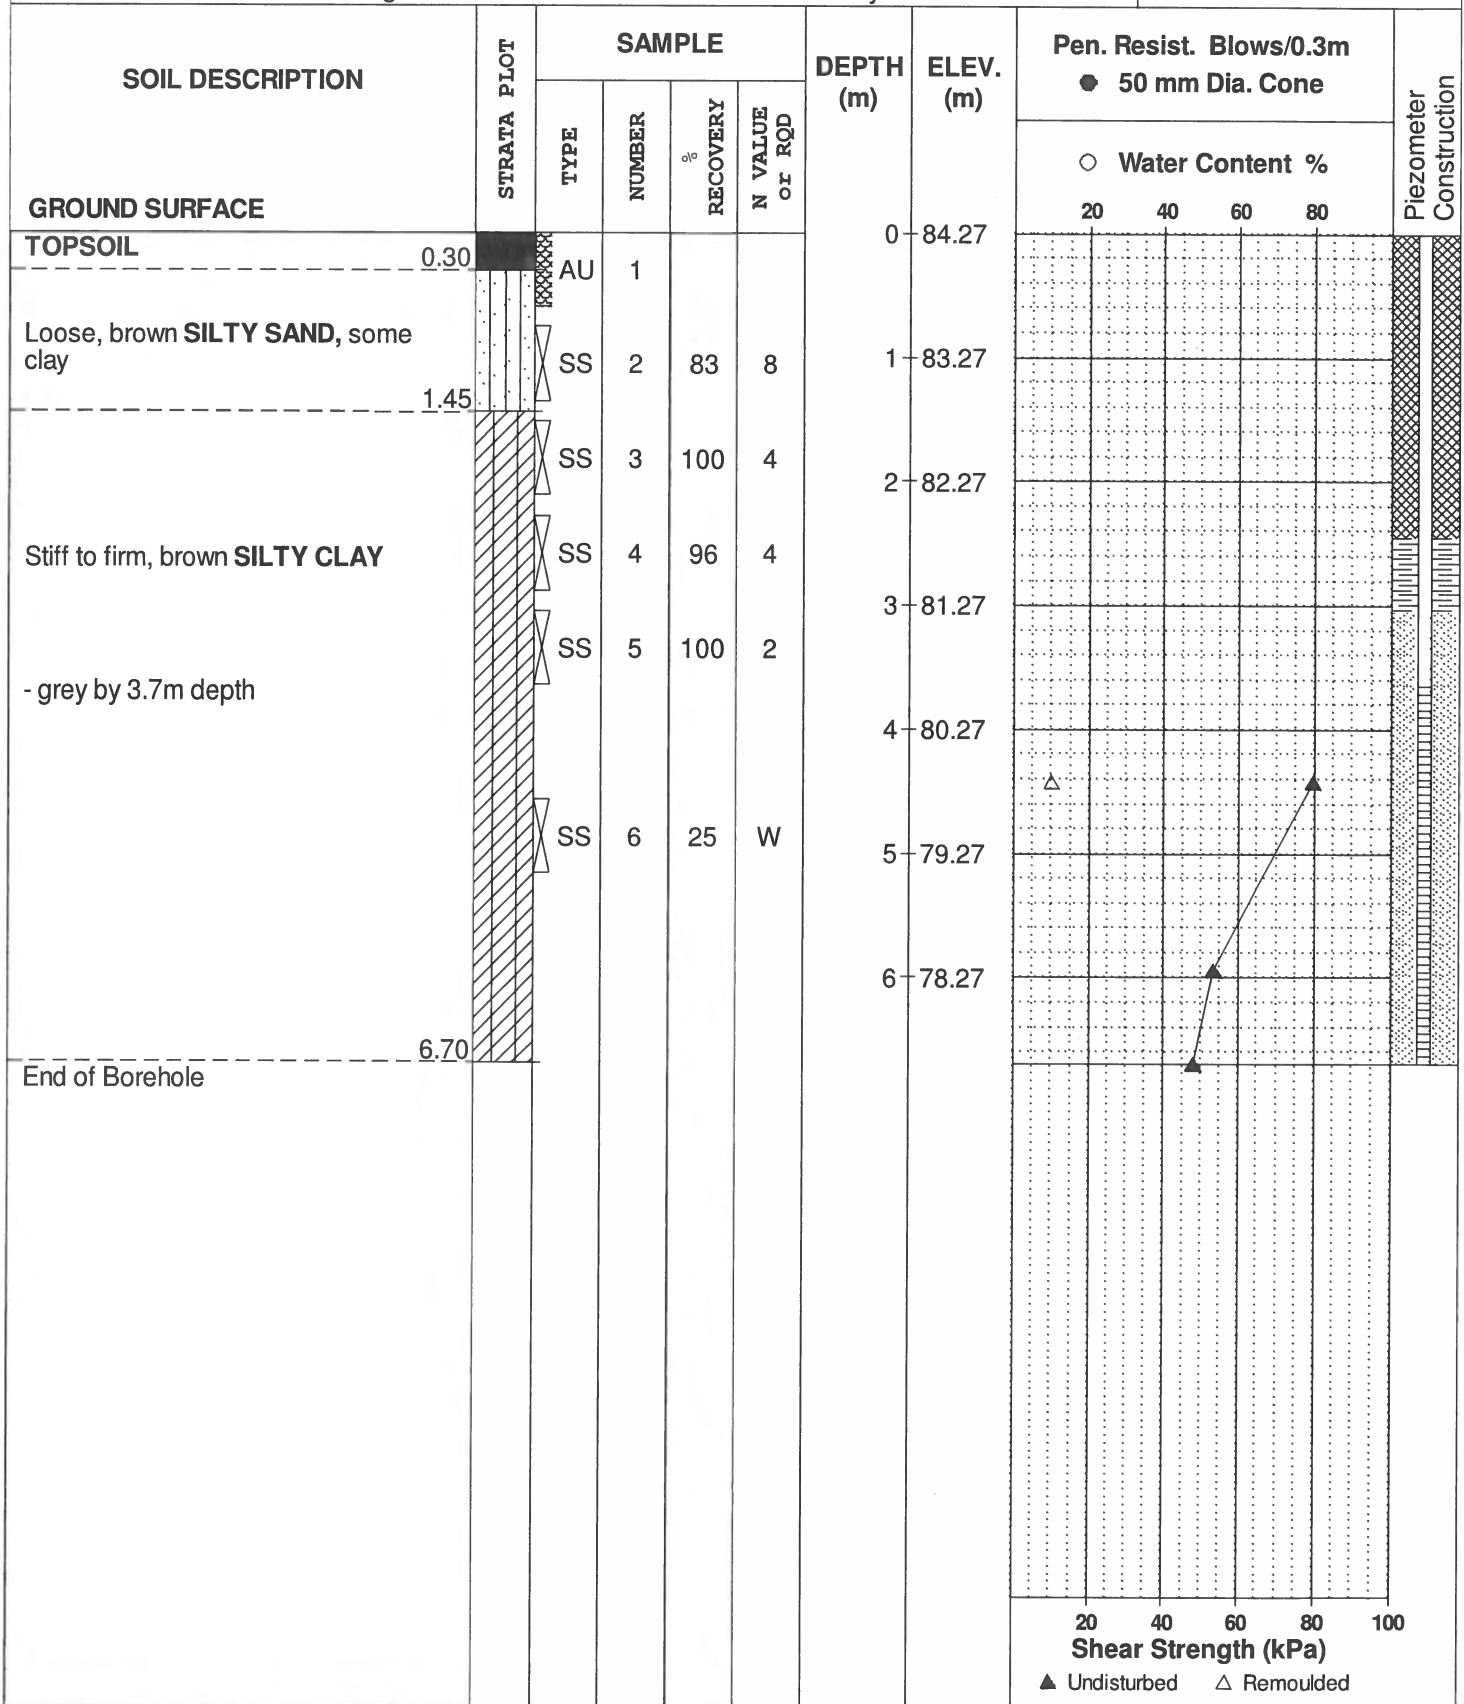 SOIL DESCRIPTION
GROUND SURFACE
STRATA PLOT
SAMPLE
TYPE
NUMBER
% RECOVERY
N VALUE
or RQD
DEPTH
(m)
ELEV.
(m)
Pen. Resist. Blows/0.3m
● 50 mm Dia. Cone
○ Water Content %
20 40 60 80
Piezometer
Construction
TOPSOIL
0.30
AU 1
0 84.27
Loose, brown SILTY SAND, some
clay
SS 2 83 8
1 83.27
1.45
SS 3 100 4
2 82.27
Stiff to firm, brown SILTY CLAY
SS 4 96 4
3 81.27
SS 5 100 2
- grey by 3.7m depth
4 80.27
SS 6 25 W
5 79.27
6 78.27
6.70
End of Borehole
20 40 60 80 100
Shear Strength (kPa)
▲ Undisturbed △ Remoulded